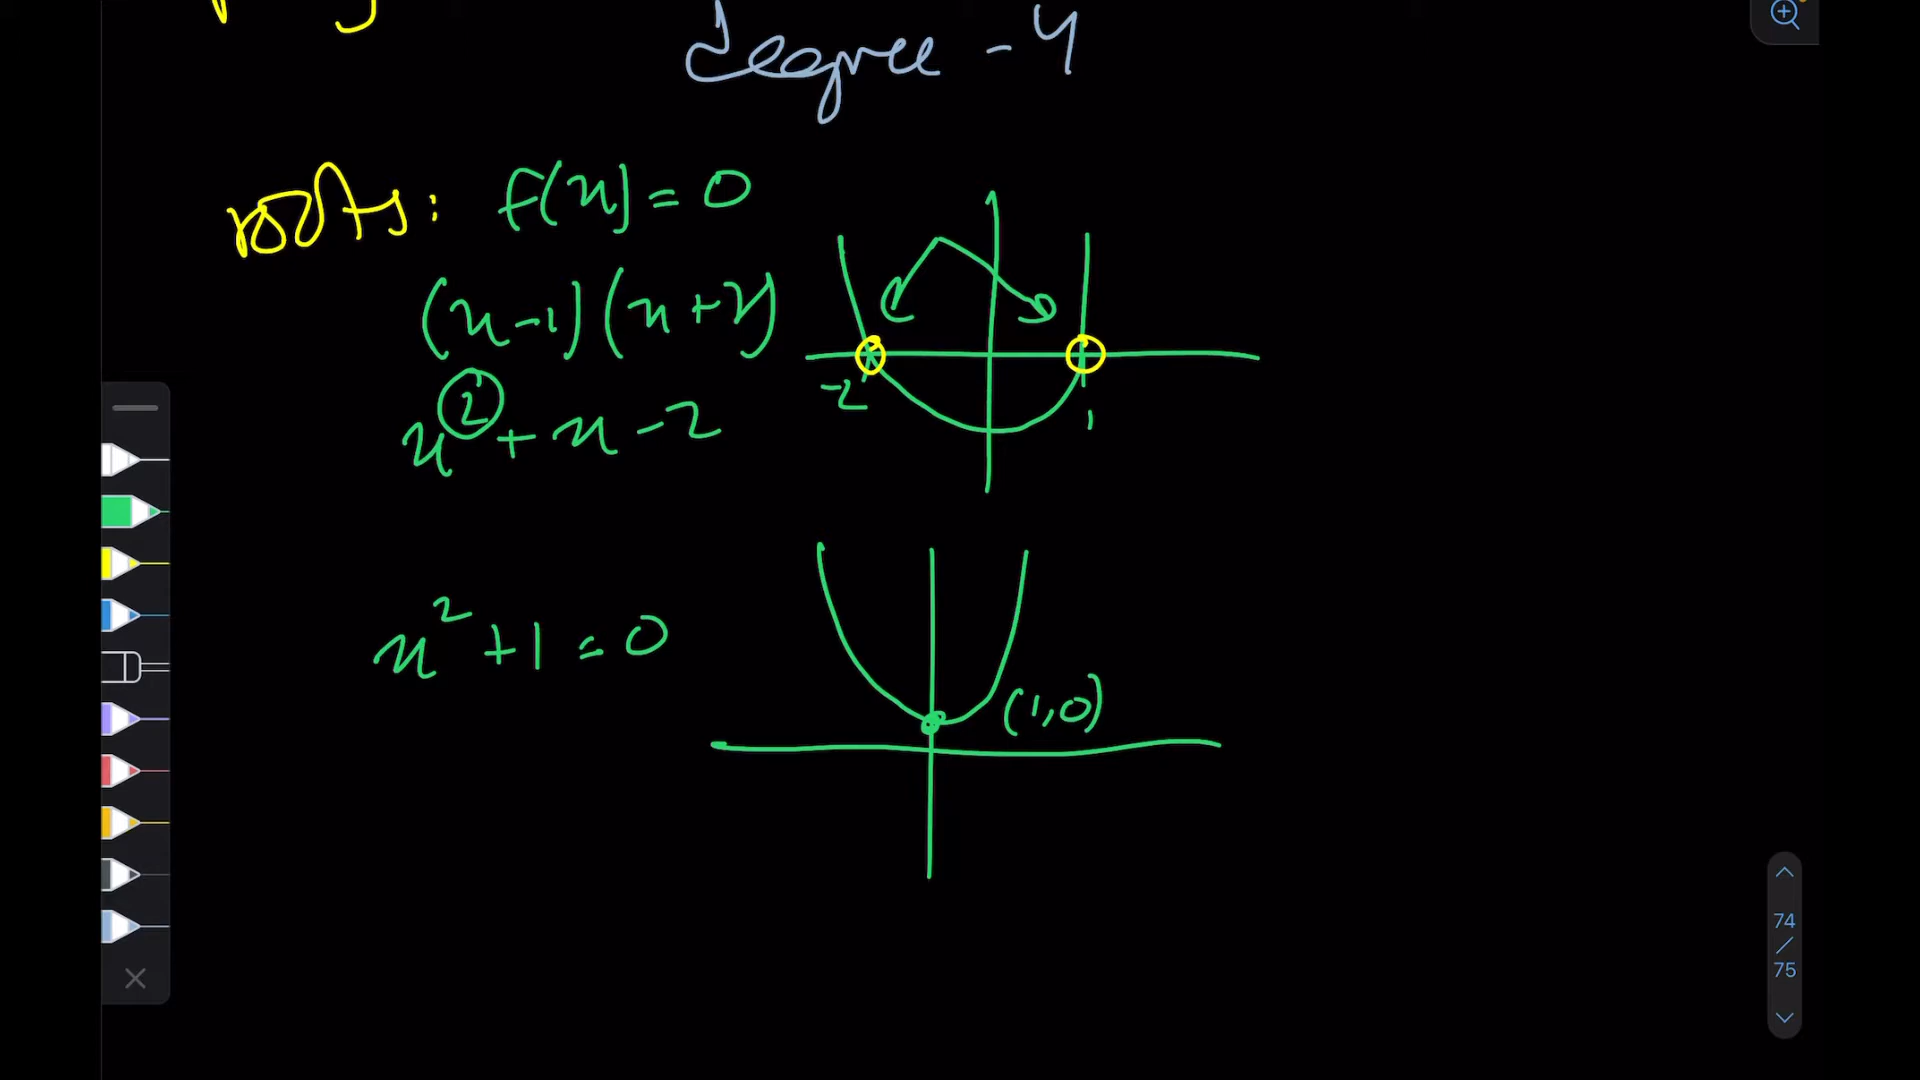 degree - 4
roots: f(x) = 0
(x-1)(x+2)
-2
1
x² + x - 2
x² + 1 = 0
(1,0)
74
/
75